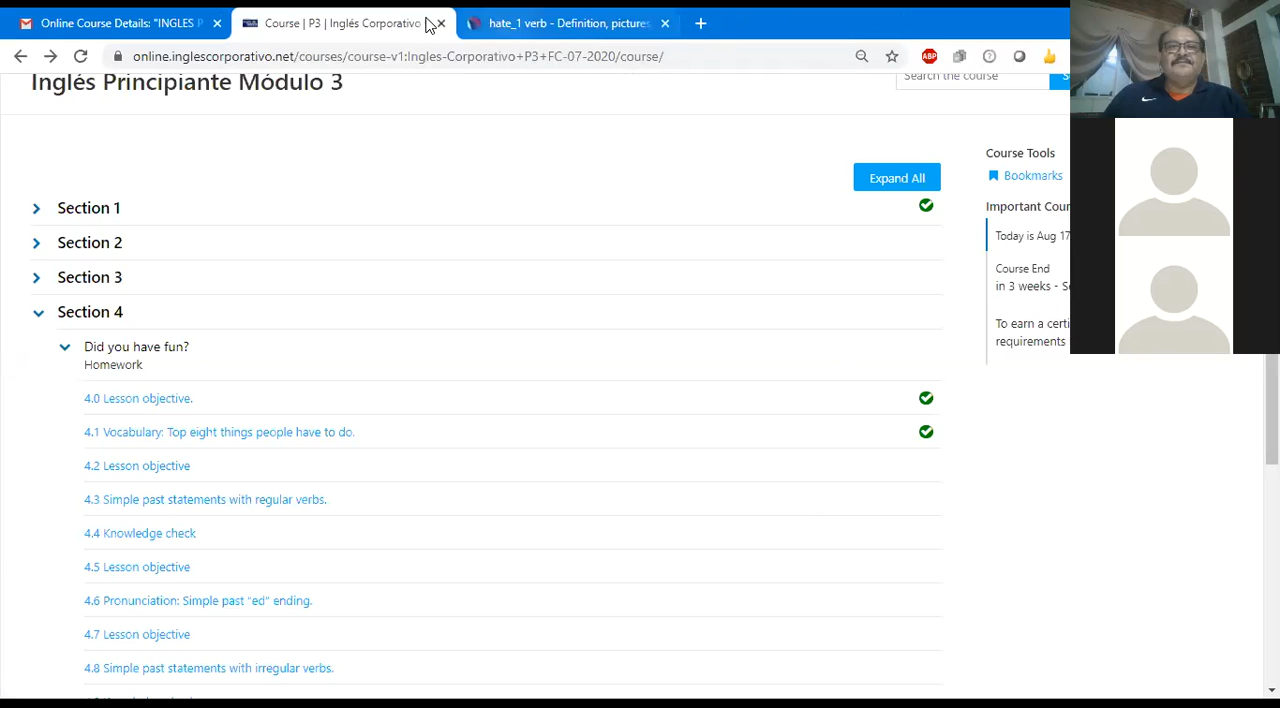 Online Course Details: "INGLES P
Course | P3 | Inglés Corporativo
hate_1 verb - Definition, pictures
online.inglescorporativo.net/courses/course-v1:Ingles-Corporativo+P3+FC-07-2020/course/
ABP
Inglés Principiante Módulo 3
Search the course
Expand All
Course Tools
Bookmarks
Important Cour
Today is Aug 17
Course End
in 3 weeks - S
To earn a certi
requirements
Section 1
Section 2
Section 3
Section 4
Did you have fun?
Homework
4.0 Lesson objective.
4.1 Vocabulary: Top eight things people have to do.
4.2 Lesson objective
4.3 Simple past statements with regular verbs.
4.4 Knowledge check
4.5 Lesson objective
4.6 Pronunciation: Simple past “ed” ending.
4.7 Lesson objective
4.8 Simple past statements with irregular verbs.